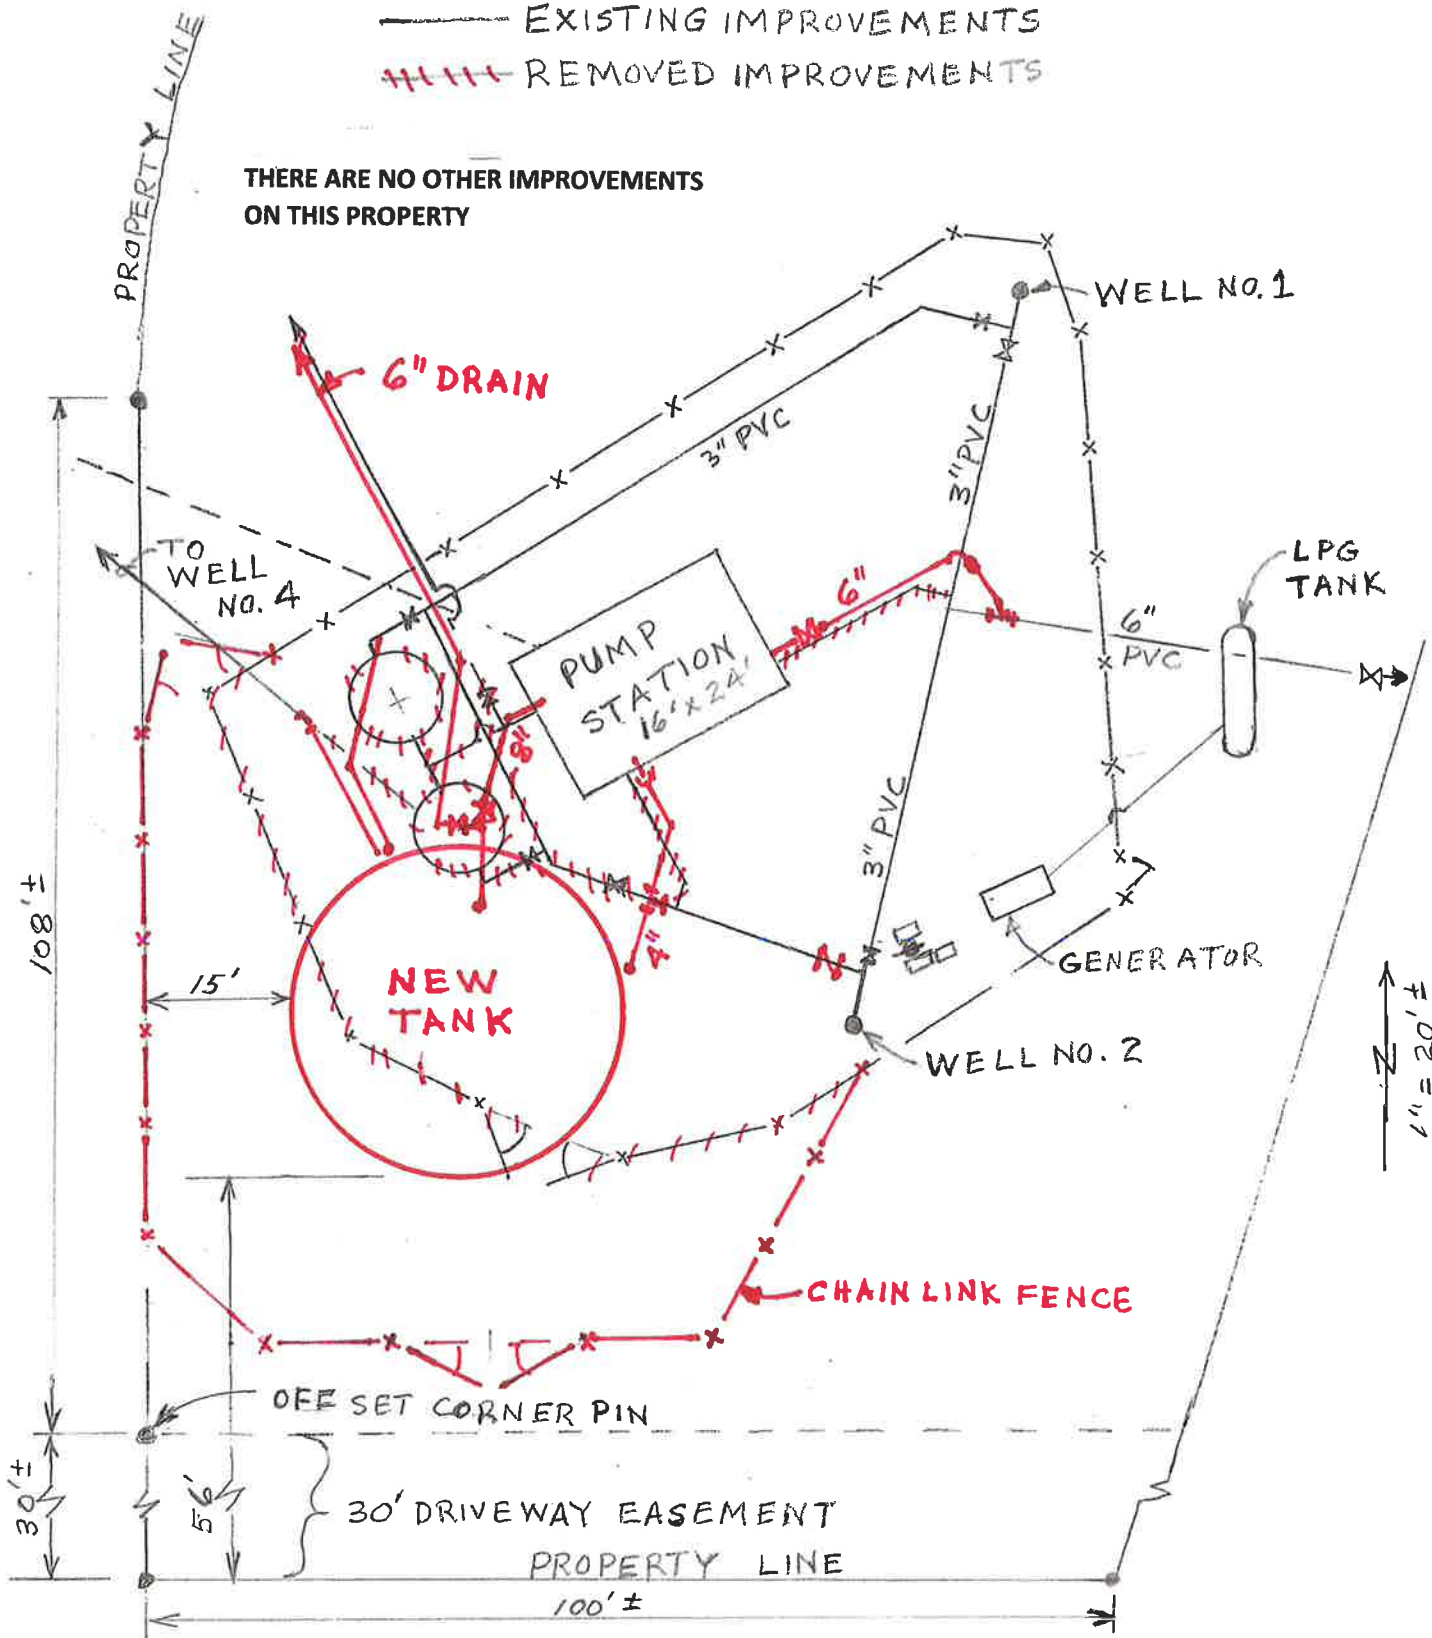 EXISTING IMPROVEMENTS
REMOVED IMPROVEMENTS
PROPERTY LINE
THERE ARE NO OTHER IMPROVEMENTS
ON THIS PROPERTY
WELL NO. 1
6" DRAIN
3" PVC
3" PVC
TO
WELL
NO. 4
LPG
TANK
6"
6"
PVC
PUMP
STATION
16' x 24'
8"
3" PVC
108' ±
15'
NEW
TANK
4"
GENERATOR
WELL NO. 2
N
1" = 20' ±
CHAIN LINK FENCE
OFF SET CORNER PIN
30' ±
56'
30' DRIVEWAY EASEMENT
PROPERTY LINE
100' ±